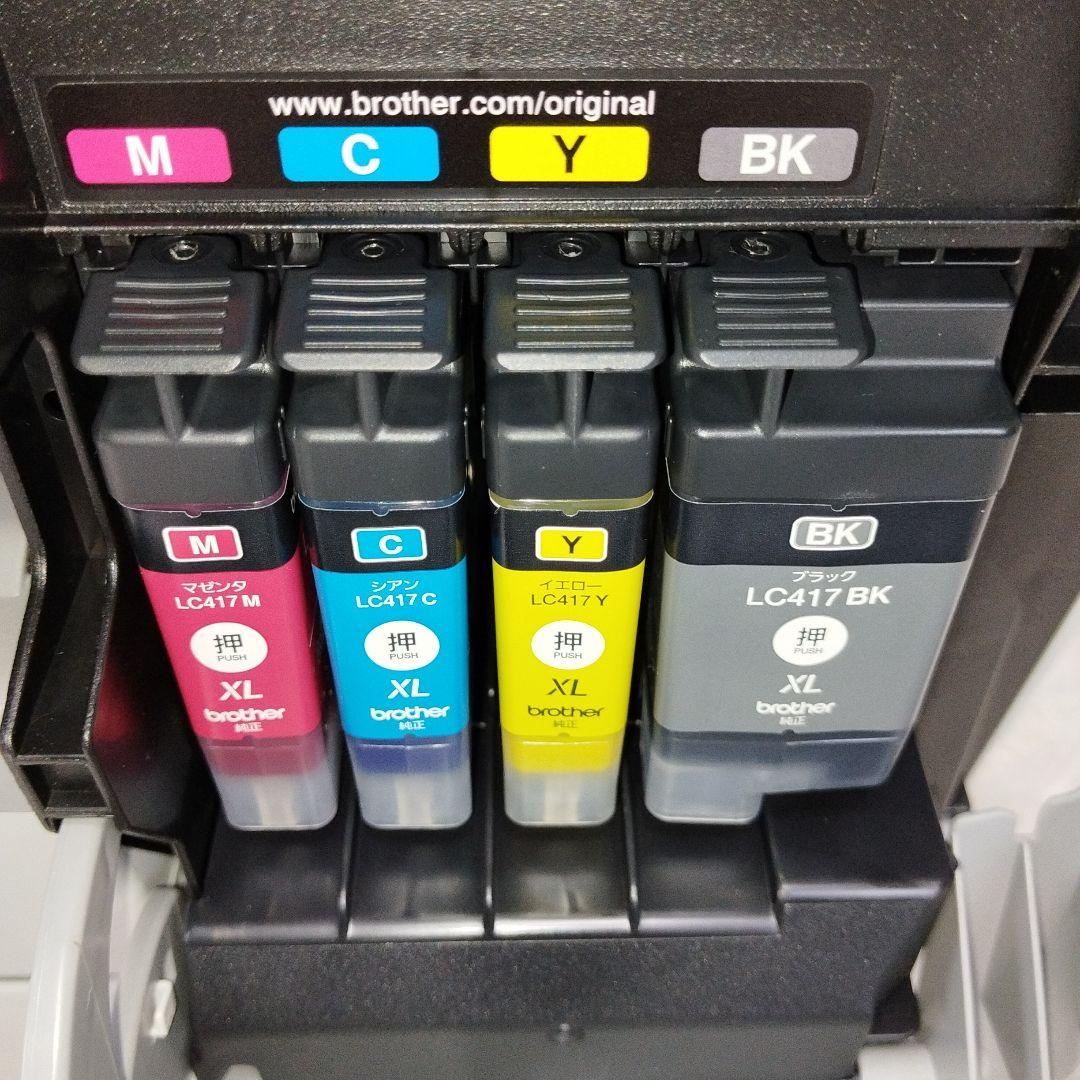 www.brother.com/original
M
C
Y
BK
M
マゼンタ
LC417 M
押
PUSH
XL
brother
純正
C
シアン
LC417 C
押
PUSH
XL
brother
純正
Y
イエロー
LC417 Y
押
PUSH
XL
brother
純正
BK
ブラック
LC417 BK
押
PUSH
XL
brother
純正